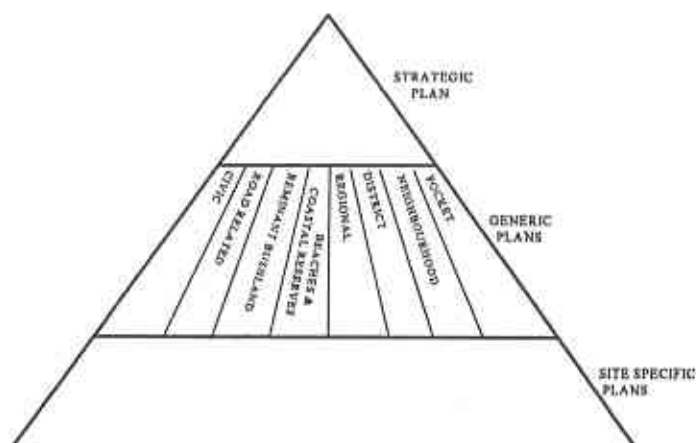 STRATEGIC
PLAN
CIVIC
ROAD RELATED
REMNANT BUSHLAND
BEACHES &
COASTAL RESERVES
REGIONAL
DISTRICT
NEIGHBOURHOOD
POCKET
GENERIC
PLANS
SITE SPECIFIC
PLANS